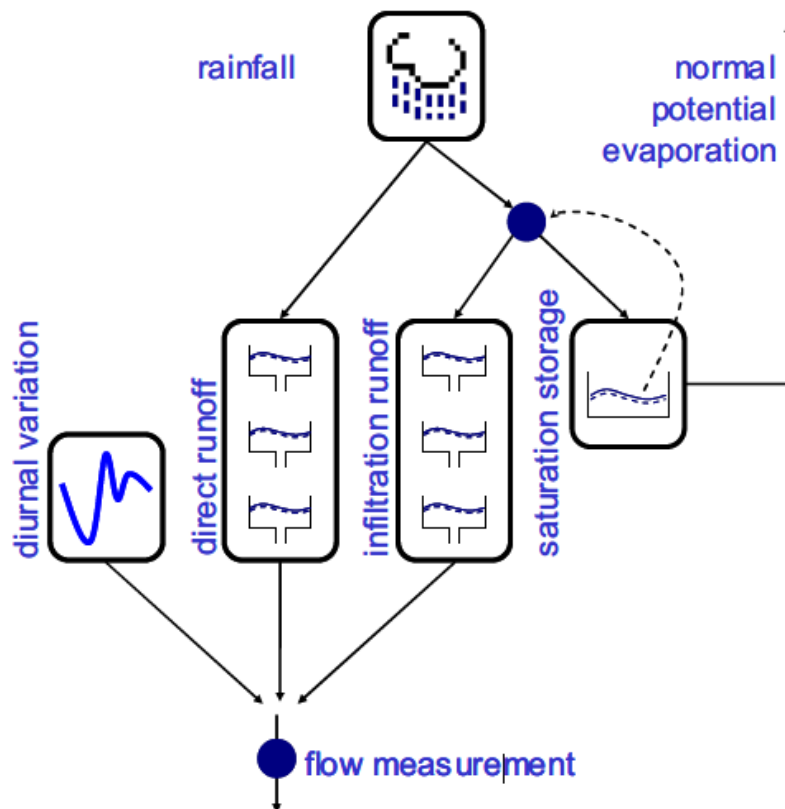 rainfall
normal
potential
evaporation
diurnal variation
direct runoff
infiltration runoff
saturation storage
flow measurement